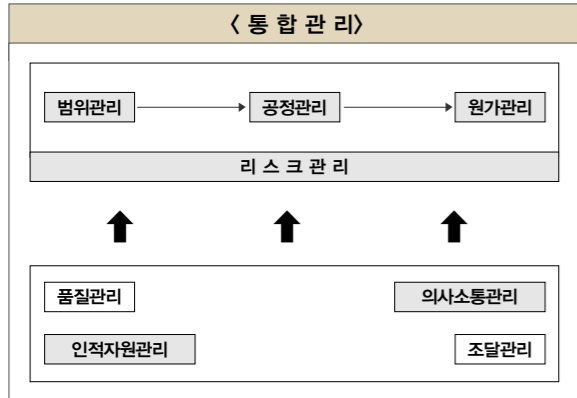 〈 통 합 관 리〉
범위관리 공정관리 원가관리
리 스 크 관 리
품질관리 의사소통관리
인적자원관리 조달관리